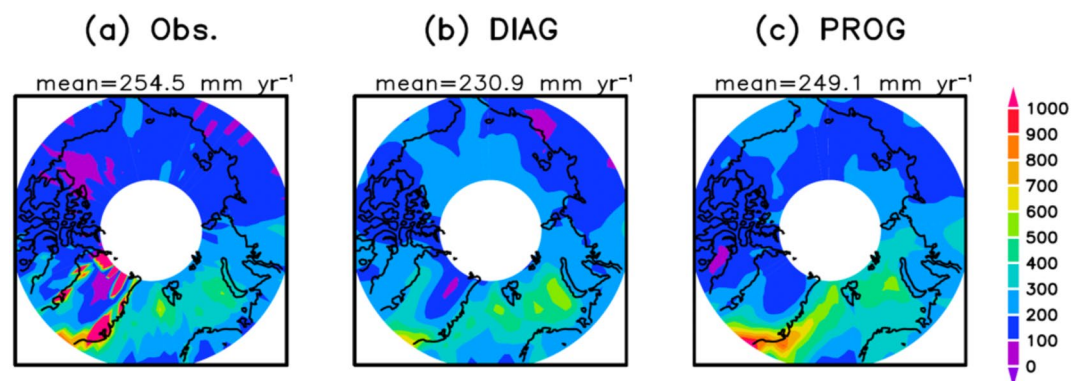 (a) Obs.
(b) DIAG
(c) PROG
mean=254.5 mm yr⁻¹
mean=230.9 mm yr⁻¹
mean=249.1 mm yr⁻¹
1000
900
800
700
600
500
400
300
200
100
0